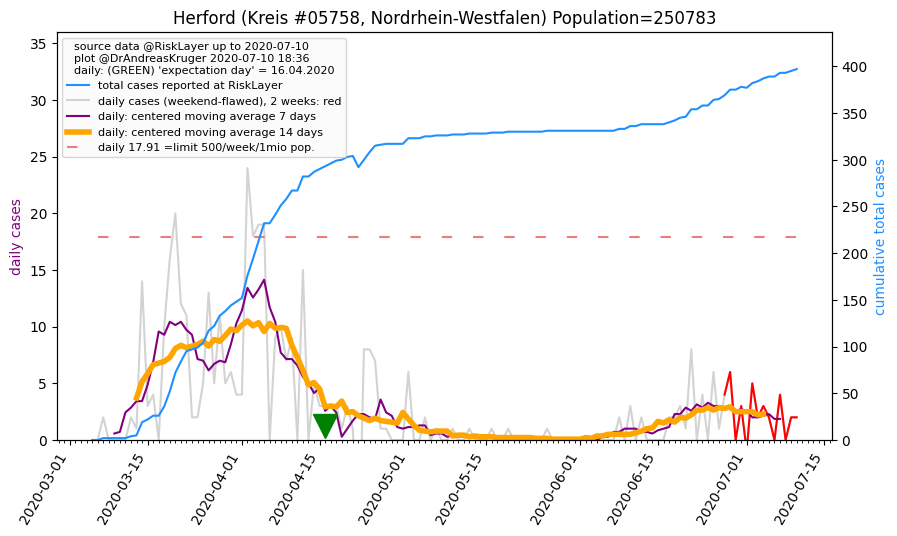 Herford (Kreis #05758, Nordrhein-Westfalen) Population=250783
source data @RiskLayer up to 2020-07-10
plot @DrAndreasKruger 2020-07-10 18:36
daily: (GREEN) 'expectation day' = 16.04.2020
total cases reported at RiskLayer
daily cases (weekend-flawed), 2 weeks: red
daily: centered moving average 7 days
daily: centered moving average 14 days
daily 17.91 =limit 500/week/1mio pop.
daily cases
35
30
25
20
15
10
5
0
cumulative total cases
400
350
300
250
200
150
100
50
0
2020-03-01
2020-03-15
2020-04-01
2020-04-15
2020-05-01
2020-05-15
2020-06-01
2020-06-15
2020-07-01
2020-07-15